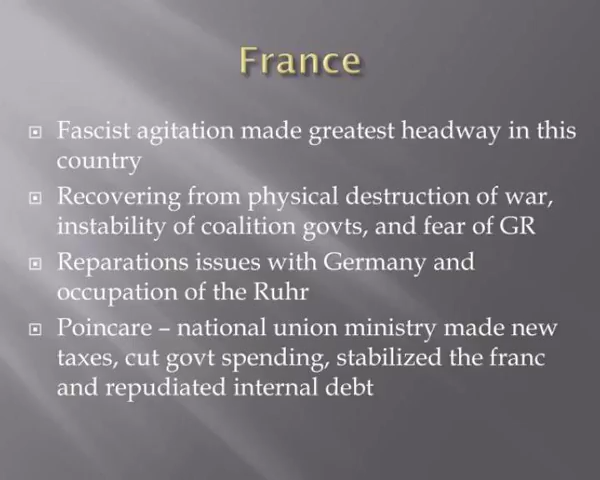 France
Fascist agitation made greatest headway in this
country
Recovering from physical destruction of war,
instability of coalition govts, and fear of GR
Reparations issues with Germany and
occupation of the Ruhr
Poincare – national union ministry made new
taxes, cut govt spending, stabilized the franc
and repudiated internal debt